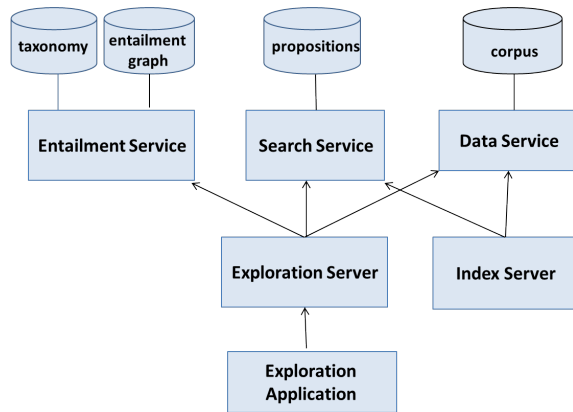 taxonomy
entailment
graph
propositions
corpus
Entailment Service
Search Service
Data Service
Exploration Server
Index Server
Exploration
Application